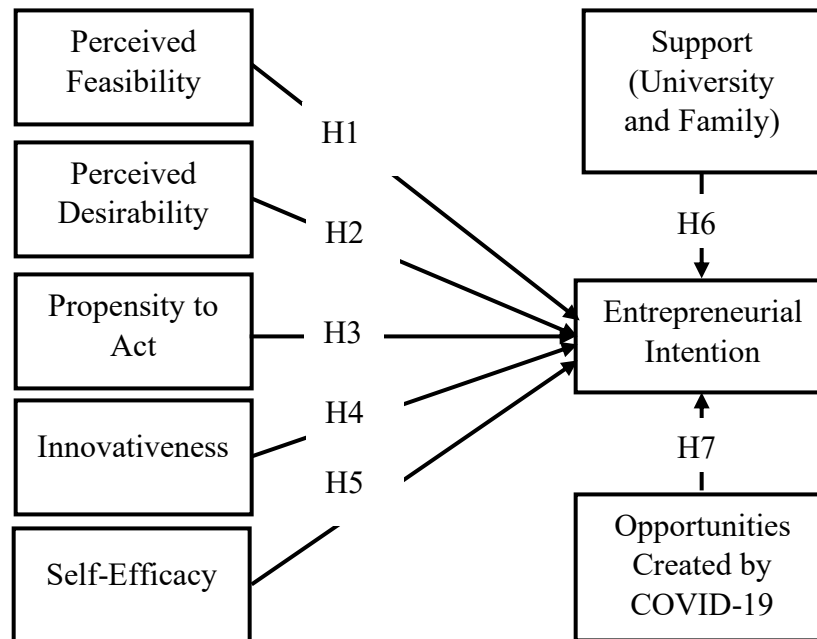 Perceived
Feasibility
H1
Perceived
Desirability
H2
Propensity to
Act
H3
Innovativeness
H4
Self-Efficacy
H5
Support
(University
and Family)
H6
Entrepreneurial
Intention
H7
Opportunities
Created by
COVID-19